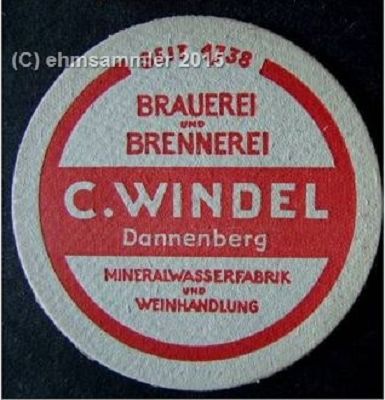 (C) ehmsammler 2015
SEIT 1738
BRAUEREI
UND
BRENNEREI
C. WINDEL
Dannenberg
MINERALWASSERFABRIK
UND
WEINHANDLUNG